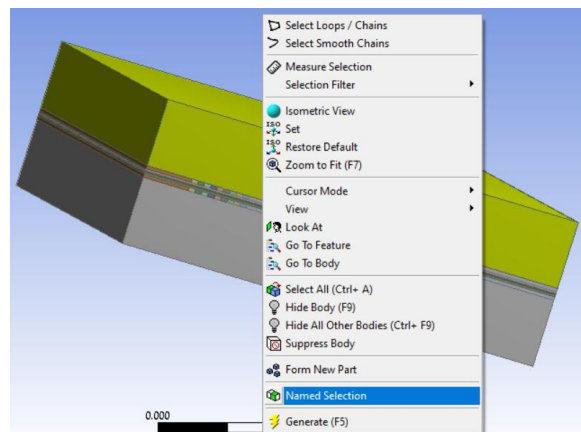 Select Loops / Chains
Select Smooth Chains
Measure Selection
Selection Filter
Isometric View
ISO Set
ISO Restore Default
Zoom to Fit (F7)
Cursor Mode
View
Look At
Go To Feature
Go To Body
Select All (Ctrl+ A)
Hide Body (F9)
Hide All Other Bodies (Ctrl+ F9)
Suppress Body
Form New Part
Named Selection
0.000
Generate (F5)